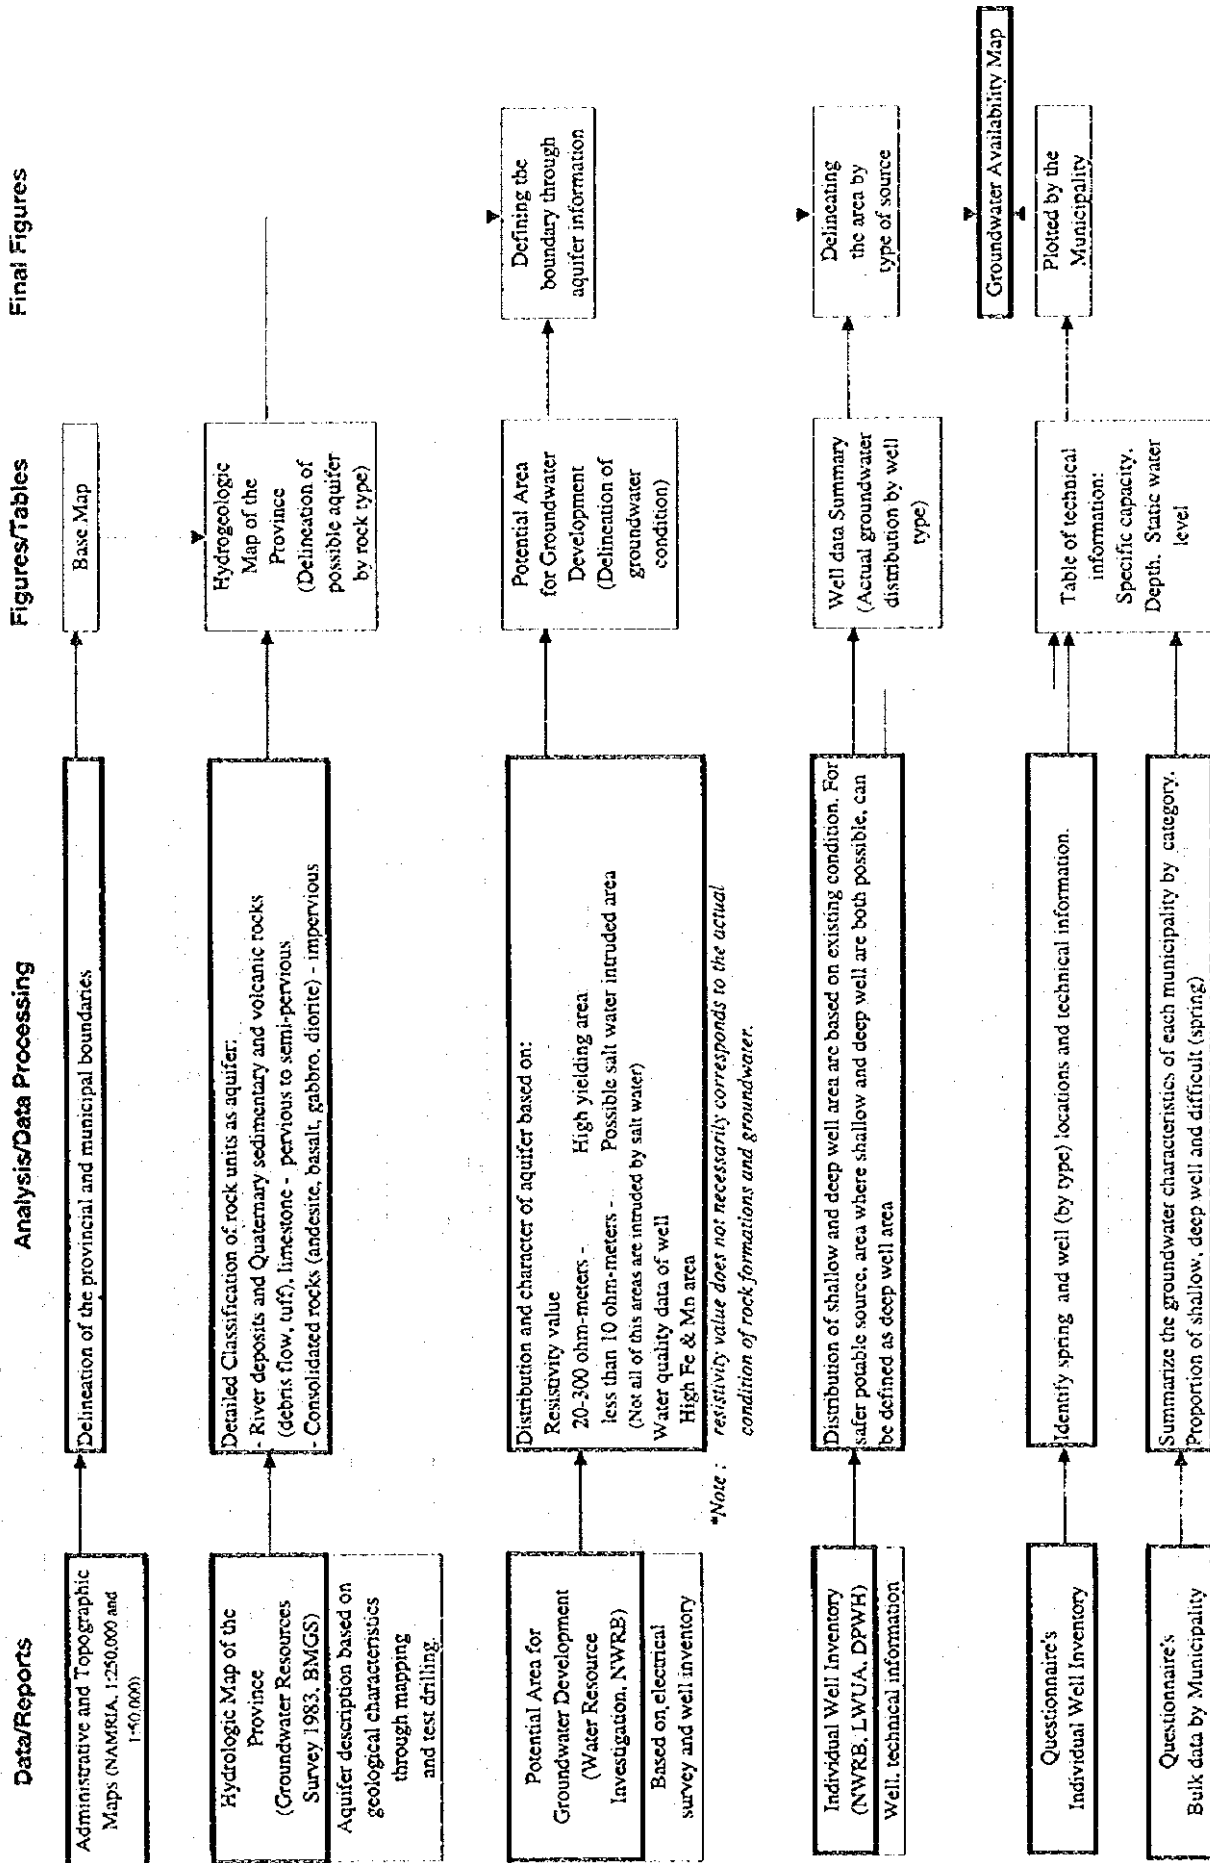 Data/Reports
Analysis/Data Processing
Figures/Tables
Final Figures
Administrative and Topographic
Maps (NAMRIA, 1:250,000 and
1:50,000)
Delineation of the provincial and municipal boundaries
Base Map
Hydrologic Map of the
Province
(Groundwater Resources
Survey 1983, BMGS)
Aquifer description based on
geological characteristics
through mapping
and test drilling.
Detailed Classification of rock units as aquifer:
- River deposits and Quaternary sedimentary and volcanic rocks
(debris flow, tuff), limestone - pervious to semi-pervious
- Consolidated rocks (andesite, basalt, gabbro, diorite) - impervious
Hydrogeologic
Map of the
Province
(Delineation of
possible aquifer
by rock type)
Potential Area for
Groundwater Development
(Water Resource
Investigation, NWRB)
Based on electrical
survey and well inventory
Distribution and character of aquifer based on:
Resistivity value
20-300 ohm-meters - High yielding area
less than 10 ohm-meters - Possible salt water intruded area
(Not all of this areas are intruded by salt water)
Water quality data of well
High Fe & Mn area
*Note : resistivity value does not necessarily corresponds to the actual
condition of rock formations and groundwater.
Potential Area
for Groundwater
Development
(Delineation of
groundwater
condition)
Defining the
boundary through
aquifer information
Individual Well Inventory
(NWRB, LWUA, DPWH)
Well, technical information
Distribution of shallow and deep well area are based on existing condition. For
safer potable source, area where shallow and deep well are both possible, can
be defined as deep well area
Well data Summary
(Actual groundwater
distribution by well
type)
Delineating
the area by
type of source
Groundwater Availability Map
Questionnaire's
Individual Well Inventory
Identify spring and well (by type) locations and technical information.
Table of technical
information:
Specific capacity,
Depth, Static water
level
Plotted by the
Municipality
Questionnaire's
Bulk data by Municipality
Summarize the groundwater characteristics of each municipality by category.
Proportion of shallow, deep well and difficult (spring)